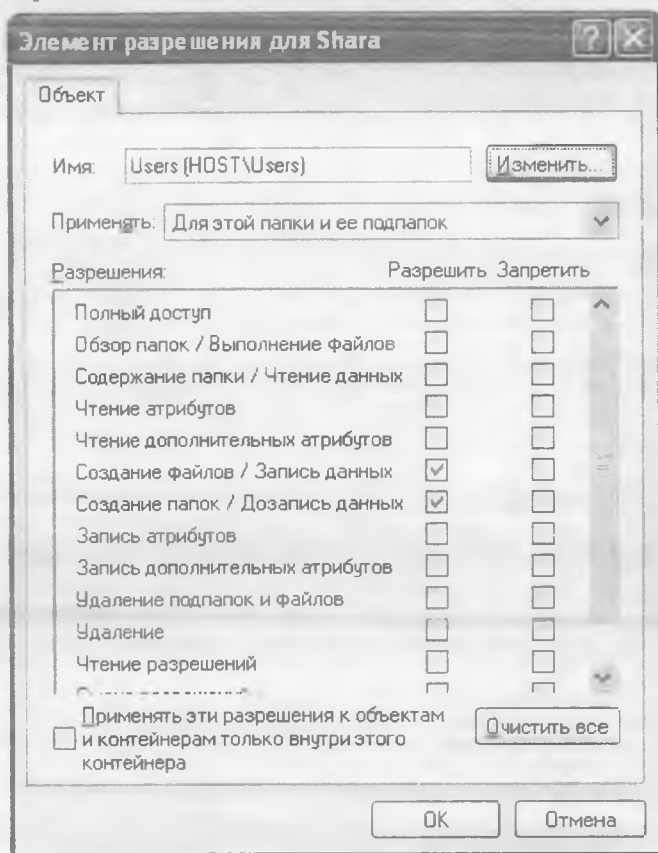 Элемент разрешения для Shara
Объект
Имя: Users (HOST\Users) Изменить...
Применять: Для этой папки и ее подпапок
Разрешения: Разрешить Запретить
Полный доступ
Обзор папок / Выполнение файлов
Содержание папки / Чтение данных
Чтение атрибутов
Чтение дополнительных атрибутов
Создание файлов / Запись данных
Создание папок / Дозапись данных
Запись атрибутов
Запись дополнительных атрибутов
Удаление подпапок и файлов
Удаление
Чтение разрешений
Применять эти разрешения к объектам
и контейнерам только внутри этого
контейнера
Очистить все
ОК Отмена